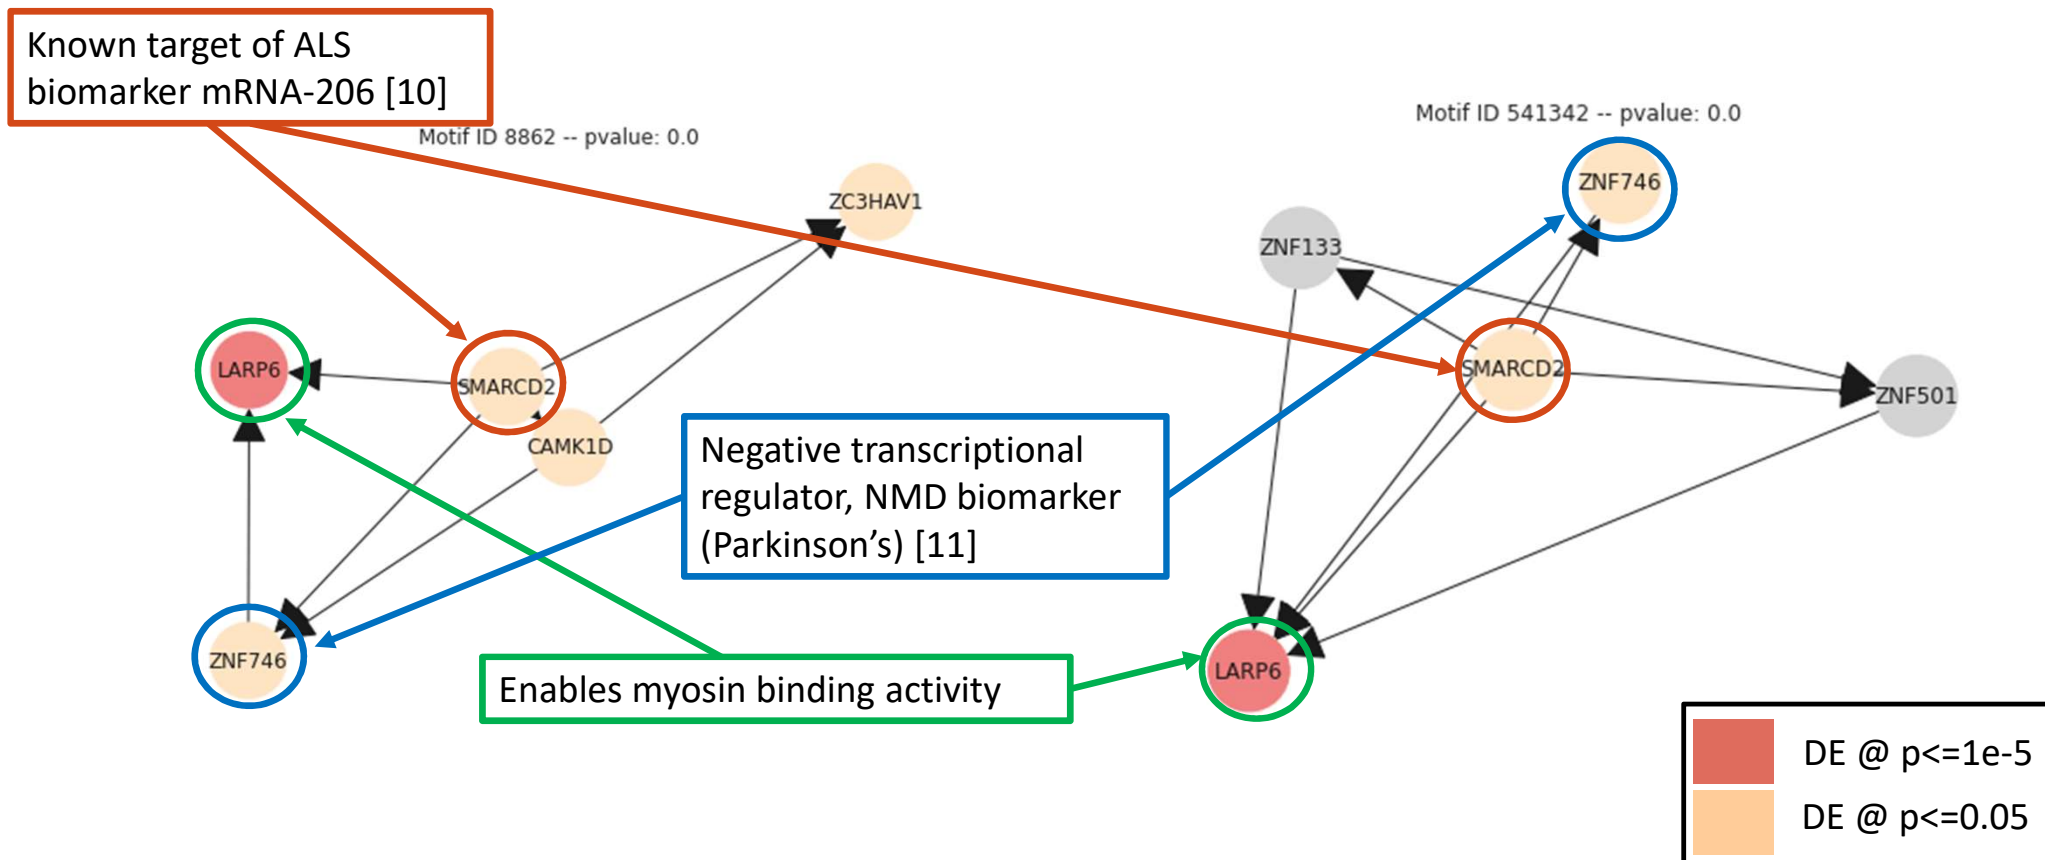 Known target of ALS
biomarker mRNA-206 [10]
Motif ID 8862 -- pvalue: 0.0
Motif ID 541342 -- pvalue: 0.0
ZC3HAV1
LARP6
SMARCD2
CAMK1D
ZNF746
ZNF746
ZNF133
SMARCD2
ZNF501
LARP6
Negative transcriptional
regulator, NMD biomarker
(Parkinson's) [11]
Enables myosin binding activity
DE @ p<=1e-5
DE @ p<=0.05